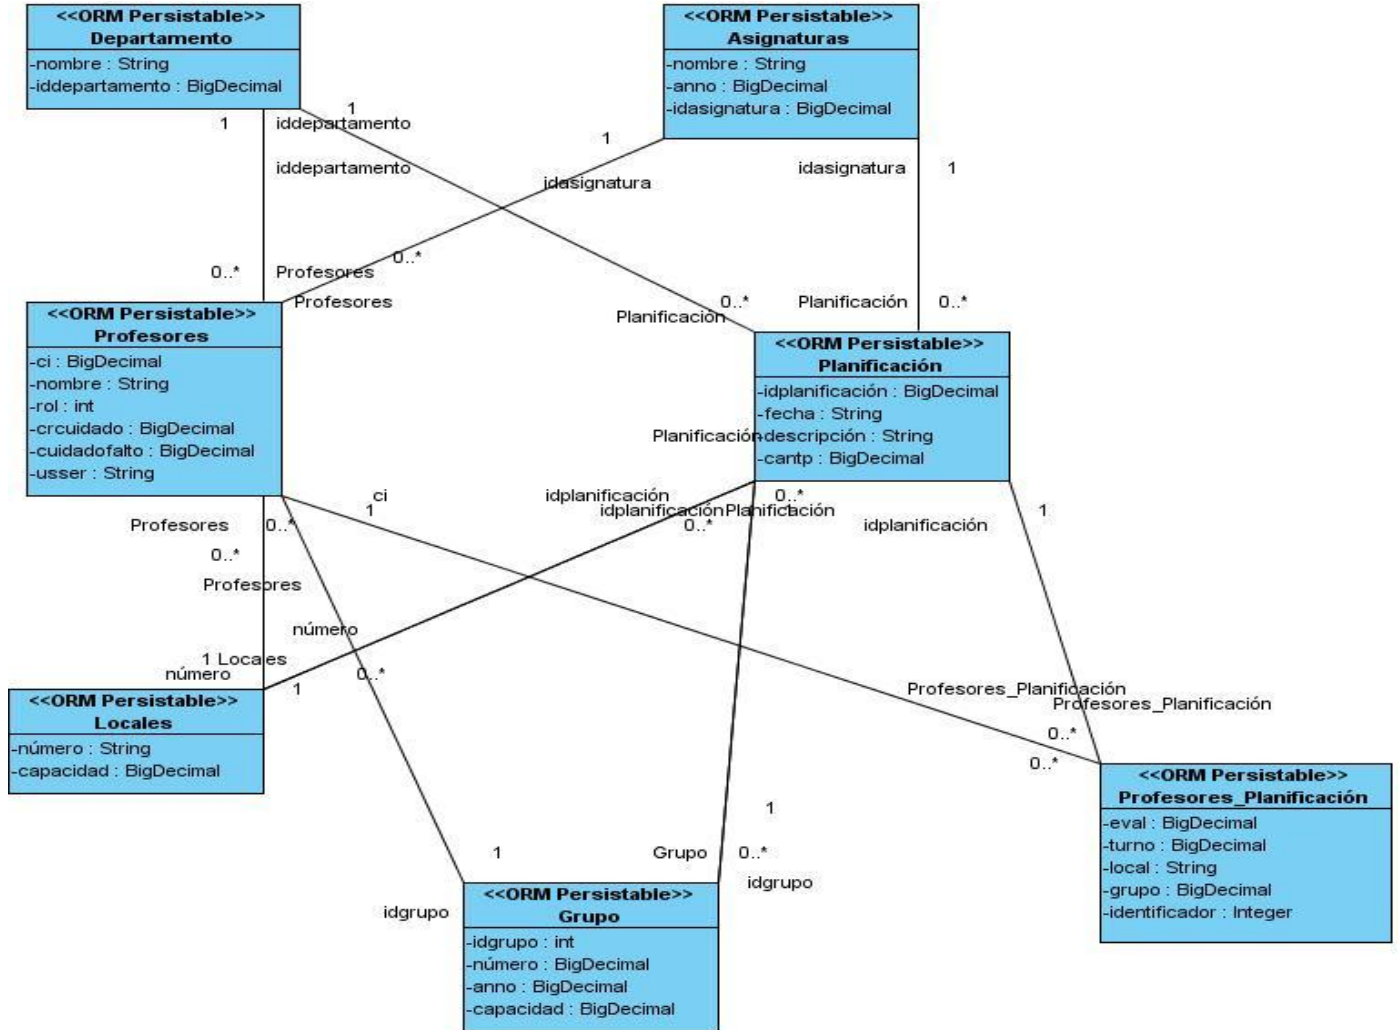 <<ORM Persistable>>
Departamento
-nombre : String
-iddepartamento : BigDecimal
<<ORM Persistable>>
Asignaturas
-nombre : String
-anno : BigDecimal
-idasignatura : BigDecimal
1
1
iddepartamento
iddepartamento
1
idasignatura
idasignatura
1
0..*
Profesores
0..*
Profesores
0..*
Planificación
Planificación
0..*
<<ORM Persistable>>
Profesores
-ci : BigDecimal
-nombre : String
-rol : int
-crcuidado : BigDecimal
-cuidadofalto : BigDecimal
-usser : String
<<ORM Persistable>>
Planificación
-idplanificación : BigDecimal
-fecha : String
-descripción : String
-cantp : BigDecimal
Planificación
ci
1
idplanificación
0..*
idplanificación
Planificación
1
0..*
idplanificación
1
Profesores
0..*
0..*
Profesores
número
1
Locales
número
1
0..*
<<ORM Persistable>>
Locales
-número : String
-capacidad : BigDecimal
Profesores_Planificación
Profesores_Planificación
0..*
0..*
<<ORM Persistable>>
Profesores_Planificación
-eval : BigDecimal
-turno : BigDecimal
-local : String
-grupo : BigDecimal
-identificador : Integer
1
1
Grupo
0..*
idgrupo
idgrupo
<<ORM Persistable>>
Grupo
-idgrupo : int
-número : BigDecimal
-anno : BigDecimal
-capacidad : BigDecimal